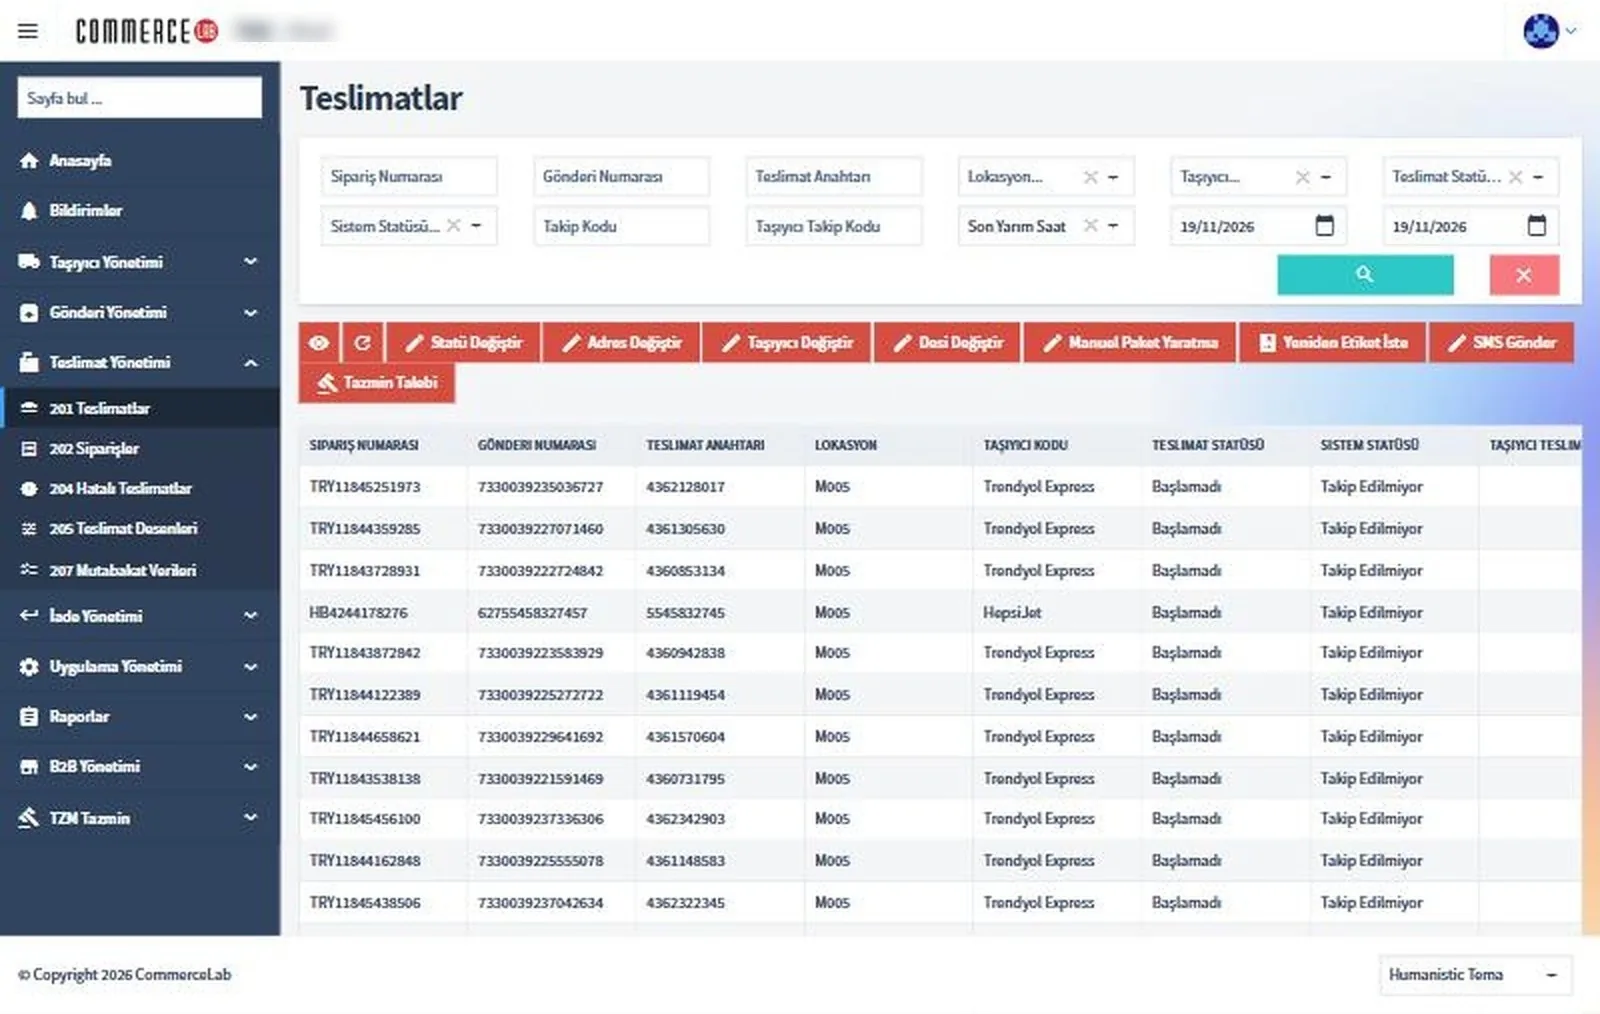 COMMERCE LAB
Sayfa bul ...
Anasayfa
Bildirimler
Taşıyıcı Yönetimi
Gönderi Yönetimi
Teslimat Yönetimi
201 Teslimatlar
202 Siparişler
204 Hatalı Teslimatlar
205 Teslimat Desenleri
207 Mutabakat Verileri
İade Yönetimi
Uygulama Yönetimi
Raporlar
B2B Yönetimi
TZM Tazmin
Teslimatlar
Sipariş Numarası Gönderi Numarası Teslimat Anahtarı Lokasyon... Taşıyıcı... Teslimat Statü...
Sistem Statüsü... Takip Kodu Taşıyıcı Takip Kodu Son Yarım Saat 19/11/2026 19/11/2026
Statü Değiştir Adres Değiştir Taşıyıcı Değiştir Desi Değiştir Manuel Paket Yaratma Yeniden Etiket İste SMS Gönder
Tazmin Talebi
SIPARIŞ NUMARASI GÖNDERI NUMARASI TESLIMAT ANAHTARI LOKASYON TAŞIYICI KODU TESLIMAT STATÜSÜ SISTEM STATÜSÜ TAŞIYICI TESLIM
TRY11845251973 7330039235036727 4362128017 M005 Trendyol Express Başlamadı Takip Edilmiyor
TRY11844359285 7330039227071460 4361305630 M005 Trendyol Express Başlamadı Takip Edilmiyor
TRY11843728931 7330039222724842 4360853134 M005 Trendyol Express Başlamadı Takip Edilmiyor
HB4244178276 62755458327457 5545832745 M005 HepsiJet Başlamadı Takip Edilmiyor
TRY11843872842 7330039223583929 4360942838 M005 Trendyol Express Başlamadı Takip Edilmiyor
TRY11844122389 7330039225272722 4361119454 M005 Trendyol Express Başlamadı Takip Edilmiyor
TRY11844658621 7330039229641692 4361570604 M005 Trendyol Express Başlamadı Takip Edilmiyor
TRY11843538138 7330039221591469 4360731795 M005 Trendyol Express Başlamadı Takip Edilmiyor
TRY11845456100 7330039237336306 4362342903 M005 Trendyol Express Başlamadı Takip Edilmiyor
TRY11844162848 7330039225555078 4361148583 M005 Trendyol Express Başlamadı Takip Edilmiyor
TRY11845438506 7330039237042634 4362322345 M005 Trendyol Express Başlamadı Takip Edilmiyor
© Copyright 2026 CommerceLab
Humanistic Tema